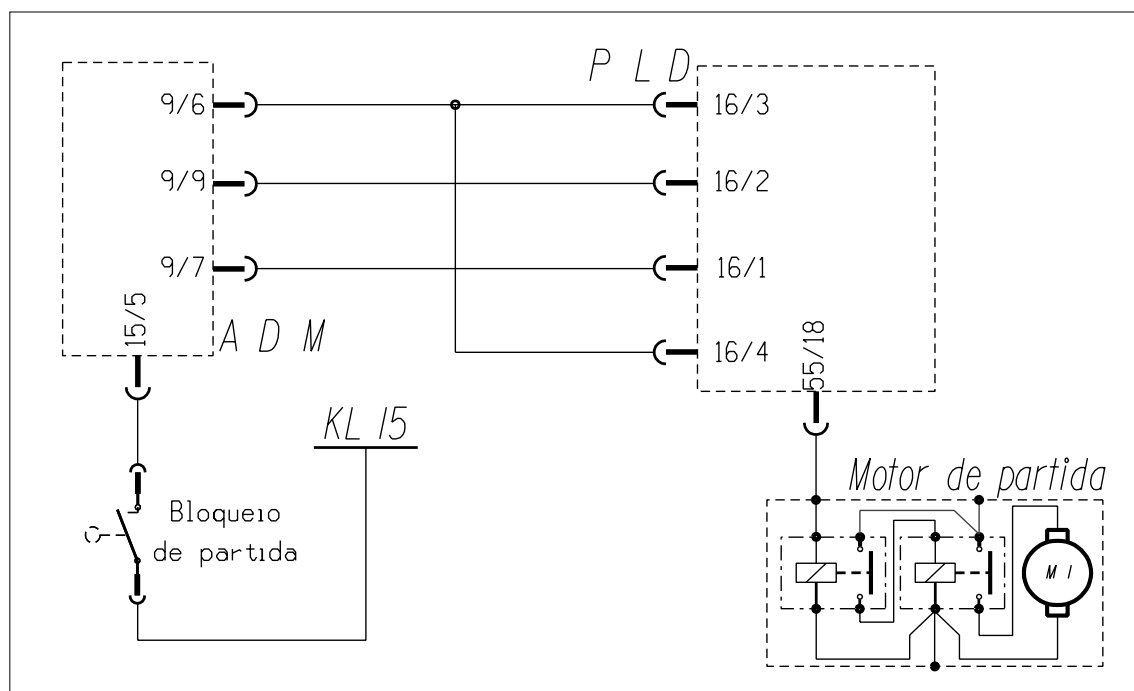 P L D
9/6
16/3
9/9
16/2
9/7
16/1
15/5
A D M
16/4
55/18
KL 15
Motor de partida
Bloqueio
de partida
M 1